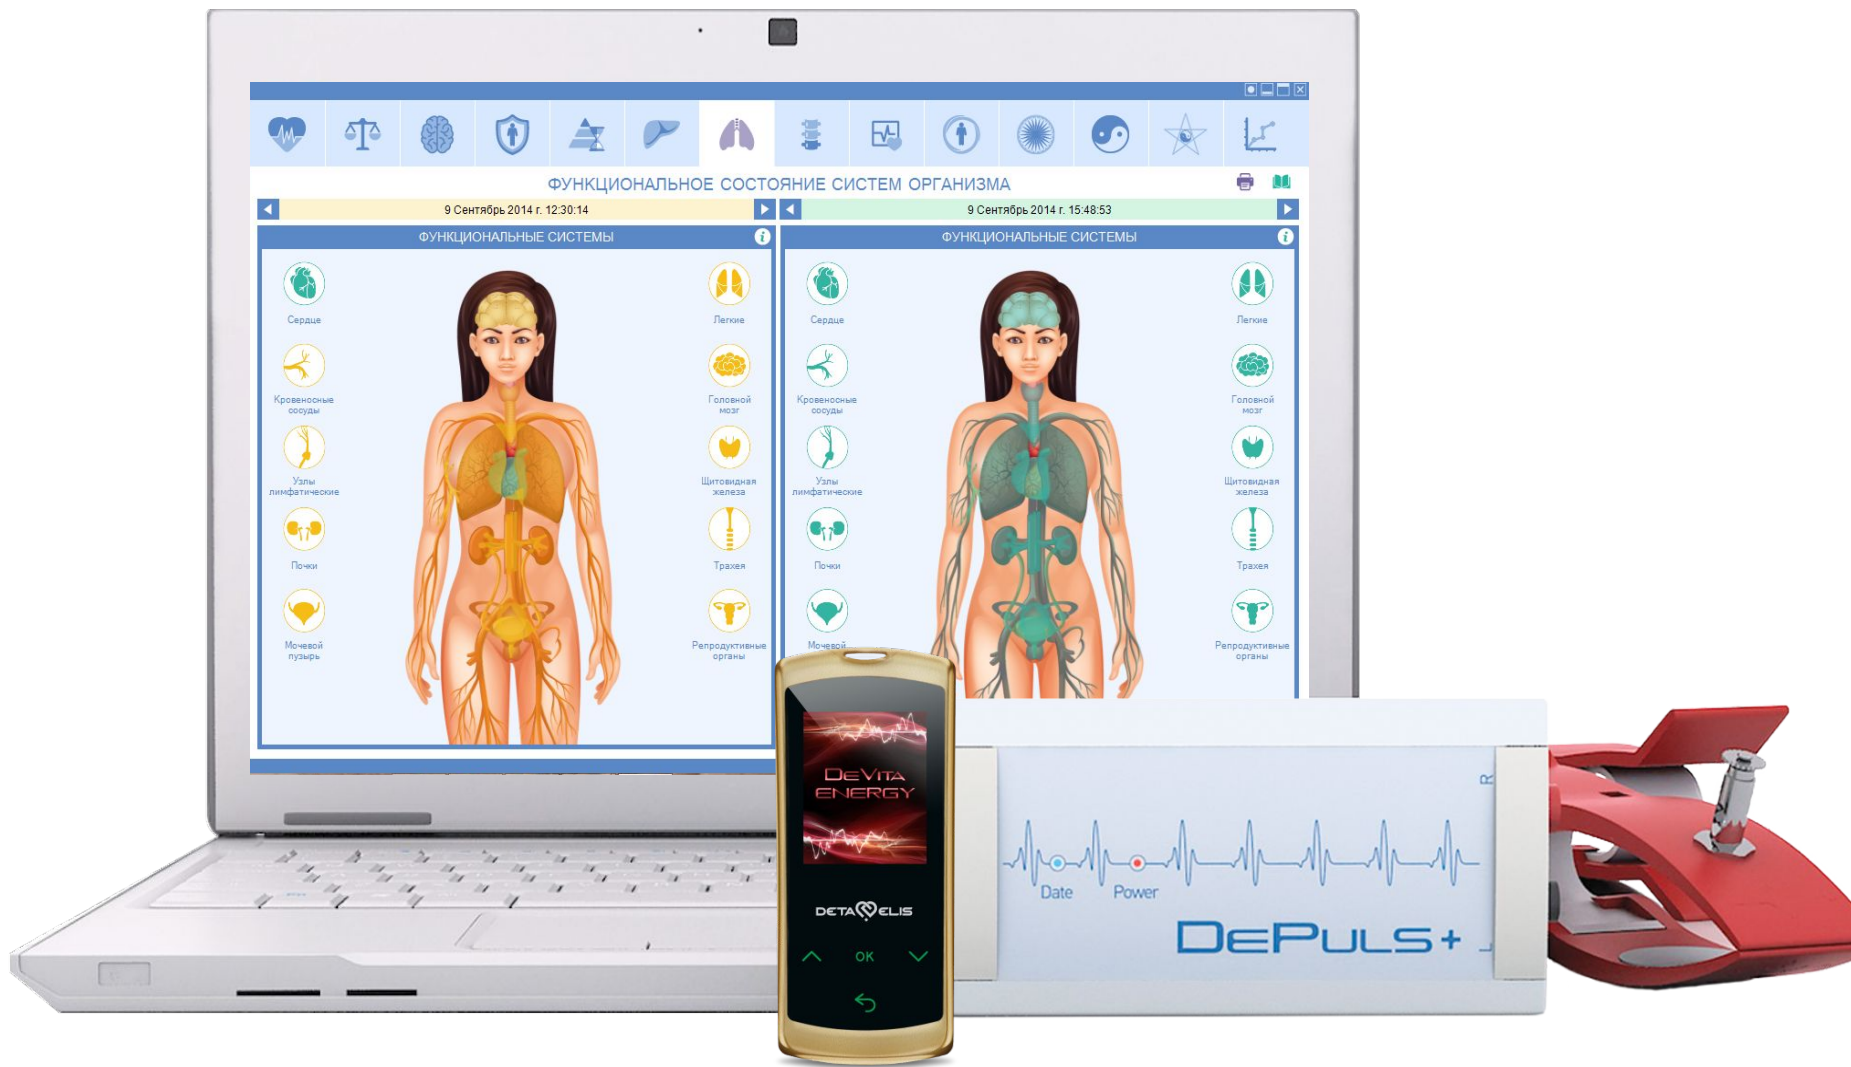 ФУНКЦИОНАЛЬНОЕ СОСТОЯНИЕ СИСТЕМ ОРГАНИЗМА
9 Сентябрь 2014 г. 12:30:14
ФУНКЦИОНАЛЬНЫЕ СИСТЕМЫ
Сердце
Кровеносные
сосуды
Узлы
лимфатические
Почки
Мочевой
пузырь
Легкие
Головной
мозг
Щитовидная
железа
Трахея
Репродуктивные
органы
9 Сентябрь 2014 г. 15:48:53
ФУНКЦИОНАЛЬНЫЕ СИСТЕМЫ
Сердце
Кровеносные
сосуды
Узлы
лимфатические
Почки
Мочевой
Легкие
Головной
мозг
Щитовидная
железа
Трахея
Репродуктивные
органы
DEVITA
ENERGY
DETA ELIS
OK
Date
Power
DEPULS+
R
L